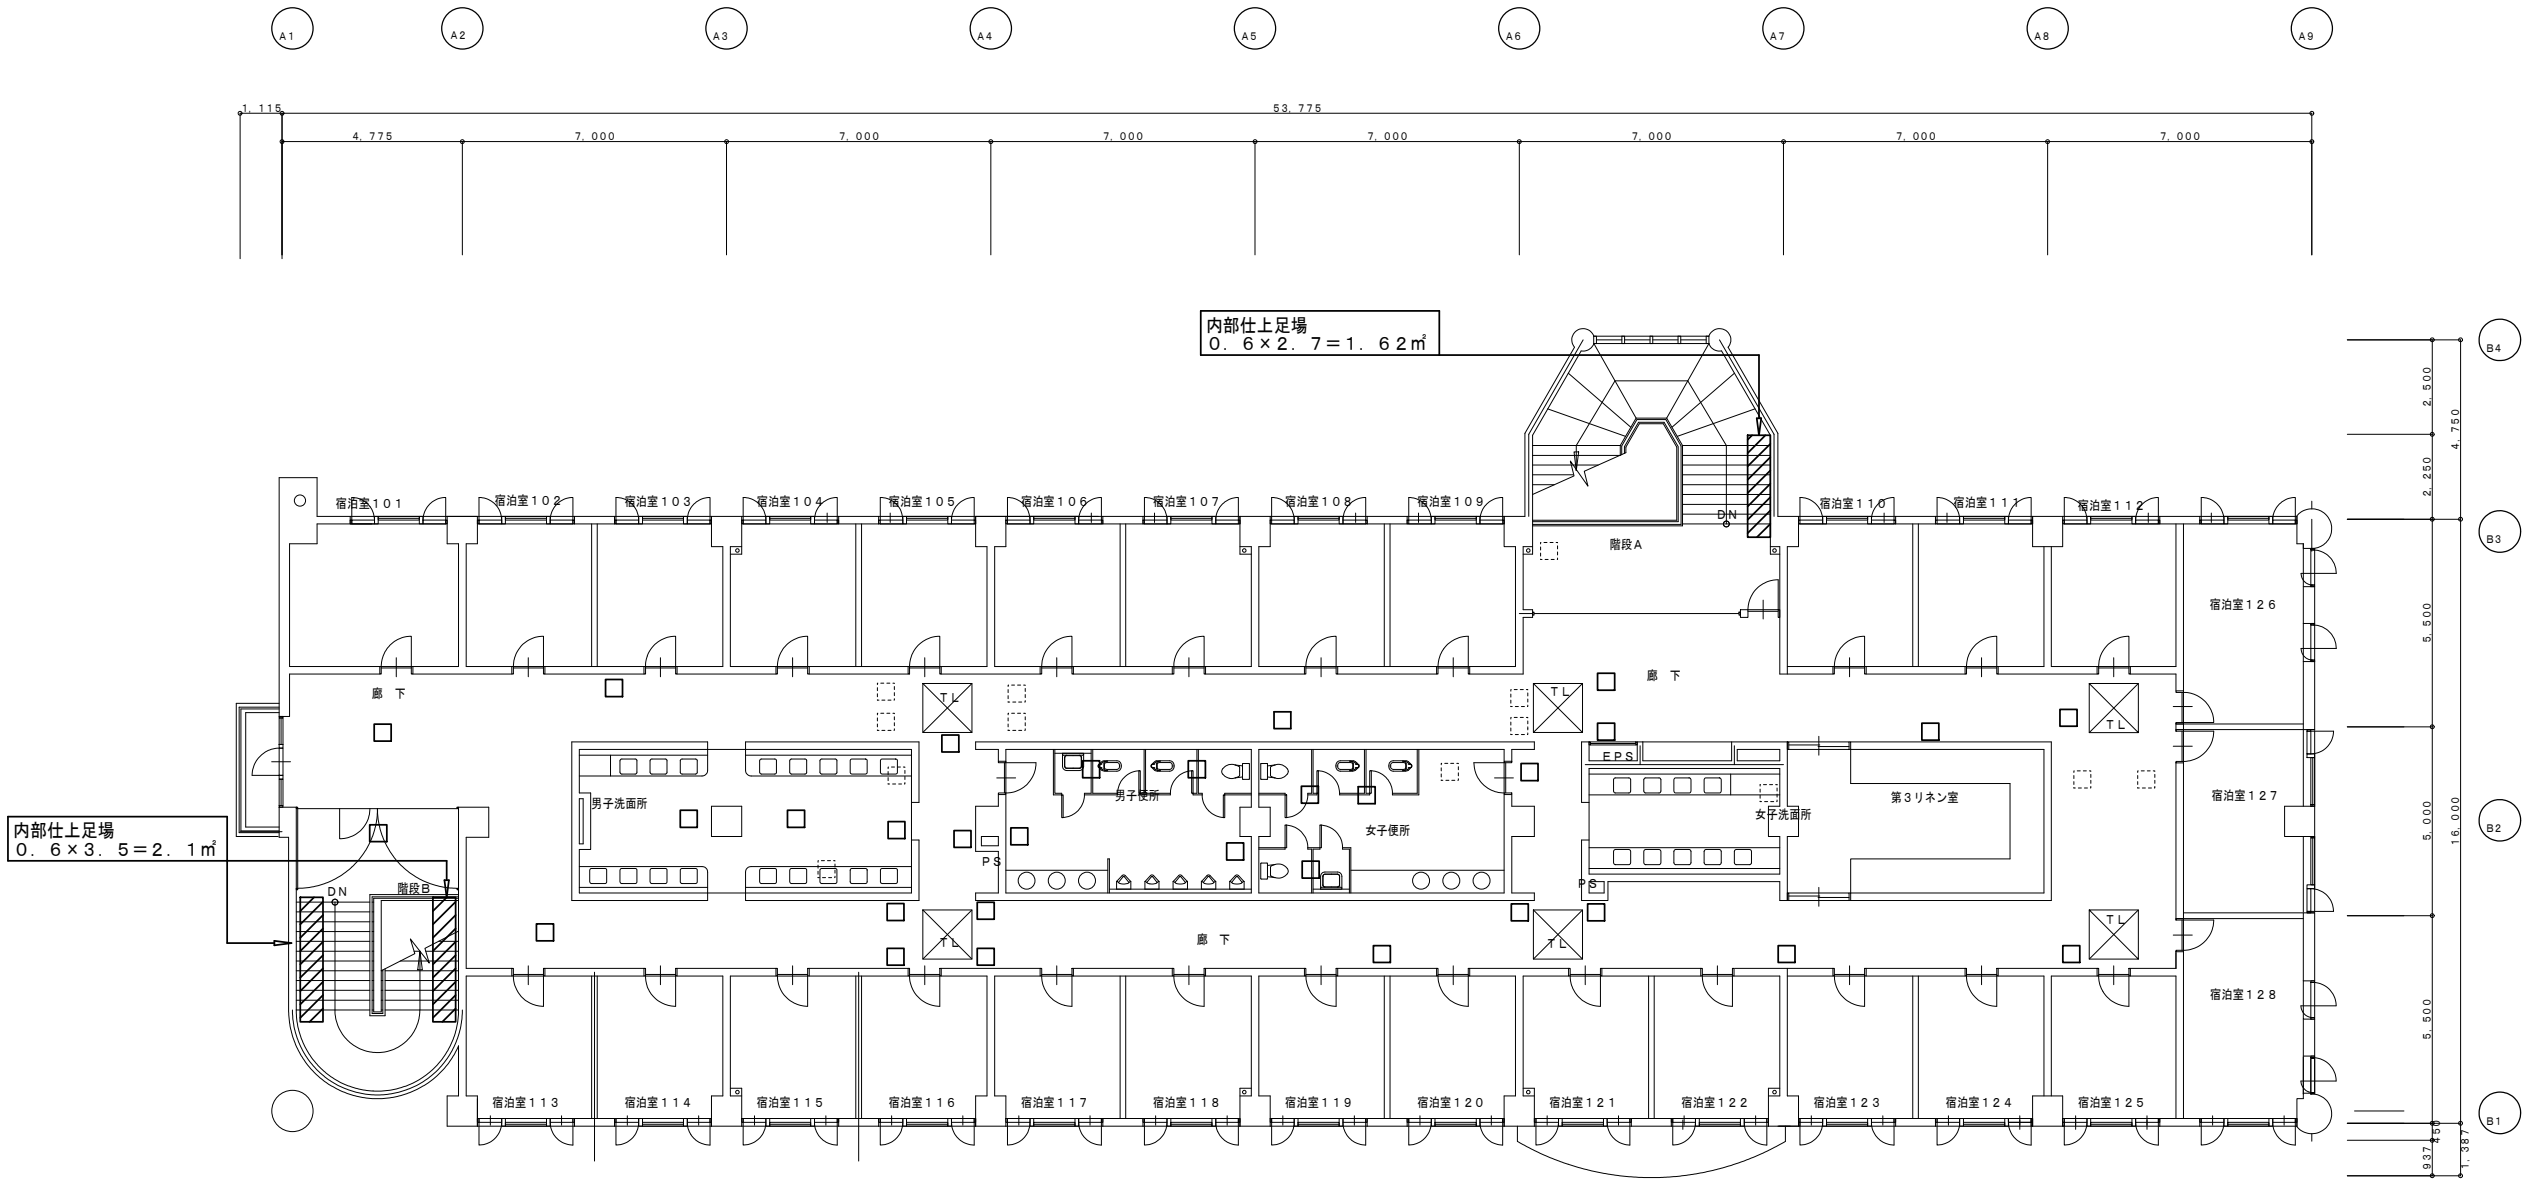 A1
A2
A3
A4
A5
A6
A7
A8
A9
1,115
53,775
4,775
7,000
7,000
7,000
7,000
7,000
7,000
7,000
内部仕上足場
0.6×2.7=1.62㎡
B4
2,500
4,750
2,250
宿泊室101
宿泊室102
宿泊室103
宿泊室104
宿泊室105
宿泊室106
宿泊室107
宿泊室108
宿泊室109
DN
宿泊室110
宿泊室111
宿泊室112
階段A
B3
宿泊室126
5,500
廊 下
TL
TL
廊 下
TL
EPS
男子洗面所
男子便所
女子便所
女子洗面所
第3リネン室
宿泊室127
5,000
16,000
B2
内部仕上足場
0.6×3.5=2.1㎡
PS
PS
DN
階段B
TL
廊 下
TL
TL
宿泊室128
5,500
宿泊室113
宿泊室114
宿泊室115
宿泊室116
宿泊室117
宿泊室118
宿泊室119
宿泊室120
宿泊室121
宿泊室122
宿泊室123
宿泊室124
宿泊室125
B1
450
937
1,387